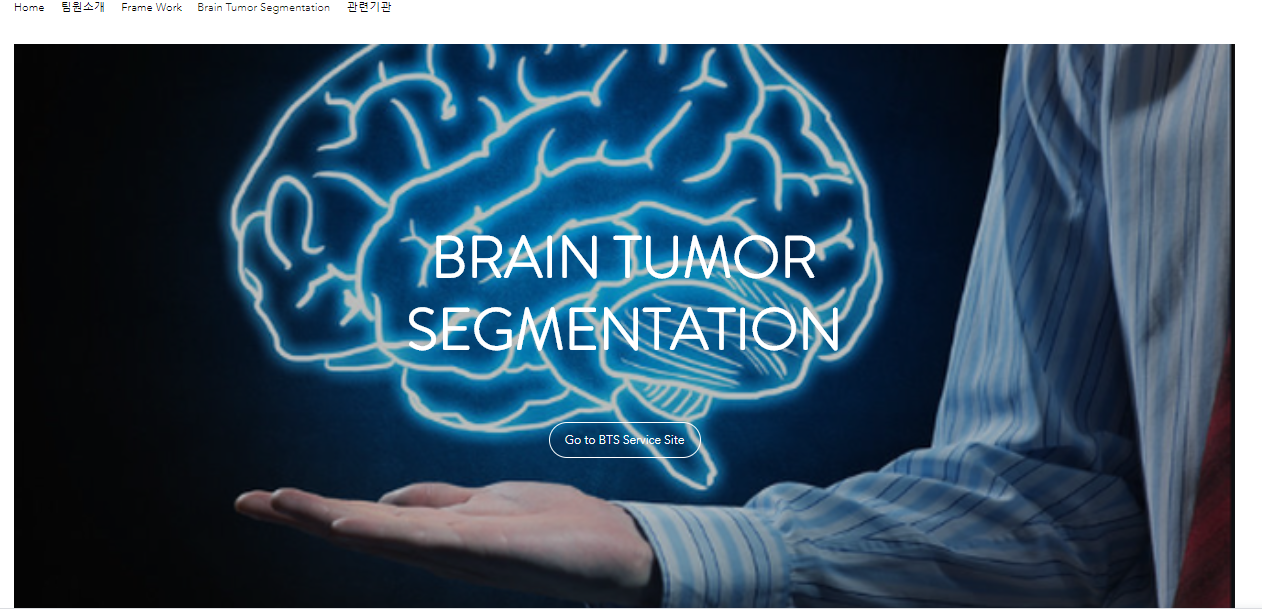 Home 팀원소개 Frame Work Brain Tumor Segmentation 관련기관
BRAIN TUMOR
SEGMENTATION
Go to BTS Service Site